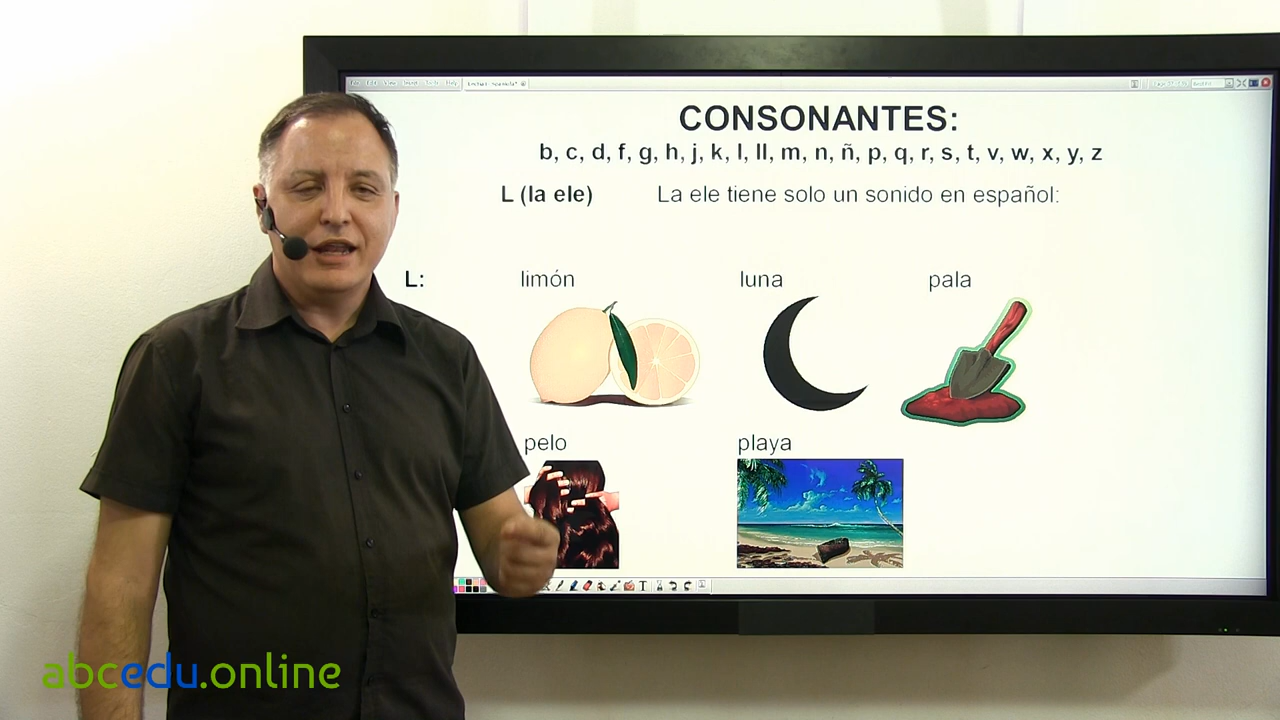 CONSONANTES:
b, c, d, f, g, h, j, k, l, ll, m, n, ñ, p, q, r, s, t, v, w, x, y, z
L (la ele) La ele tiene solo un sonido en español:
L: limón luna pala
pelo playa
abcedu.online